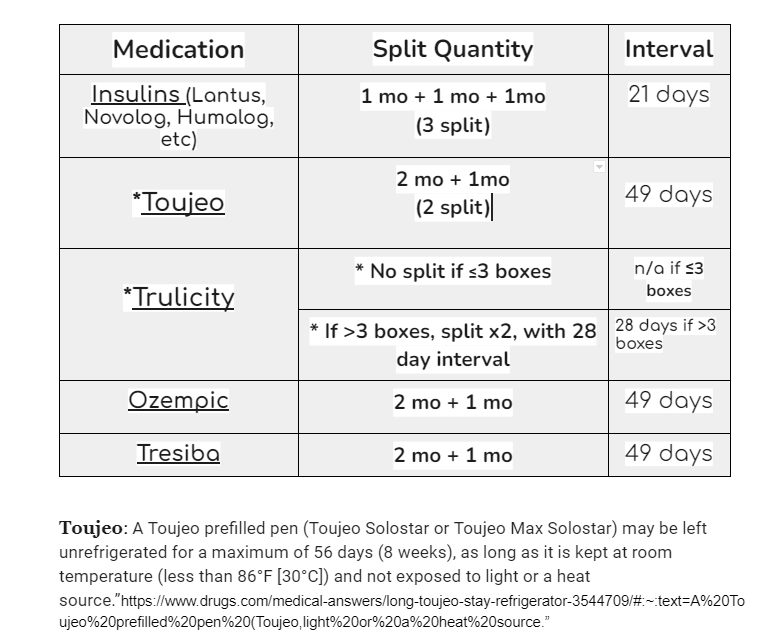 Medication Split Quantity Interval
Insulins (Lantus, Novolog, Humalog, etc) 1 mo + 1 mo + 1mo (3 split) 21 days
*Toujeo 2 mo + 1mo (2 split) 49 days
*Trulicity * No split if ≤3 boxes n/a if ≤3 boxes
* If >3 boxes, split x2, with 28 day interval 28 days if >3 boxes
Ozempic 2 mo + 1 mo 49 days
Tresiba 2 mo + 1 mo 49 days
Toujeo: A Toujeo prefilled pen (Toujeo Solostar or Toujeo Max Solostar) may be left
unrefrigerated for a maximum of 56 days (8 weeks), as long as it is kept at room
temperature (less than 86°F [30°C]) and not exposed to light or a heat
source.”https://www.drugs.com/medical-answers/long-toujeo-stay-refrigerator-3544709/#:~:text=A%20To
ujeo%20prefilled%20pen%20(Toujeo,light%20or%20a%20heat%20source.”